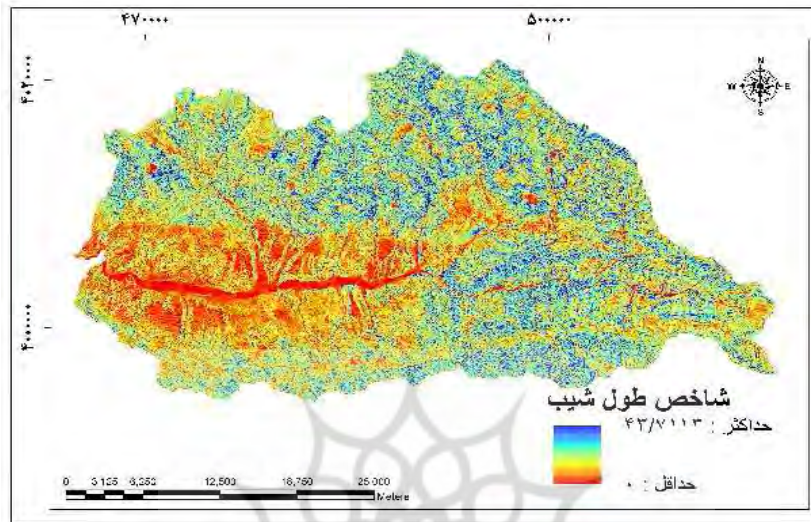 ۴۷۰۰۰۰
۵۰۰۰۰۰
۴۰۲۰۰۰۰
۴۰۰۰۰۰۰
N
W E
S
شاخص طول شیب
حداکثر : ۴۳/۷۱۱۳
حداقل : ۰
0 3,125 6,250 12,500 18,750 25,000
Meters